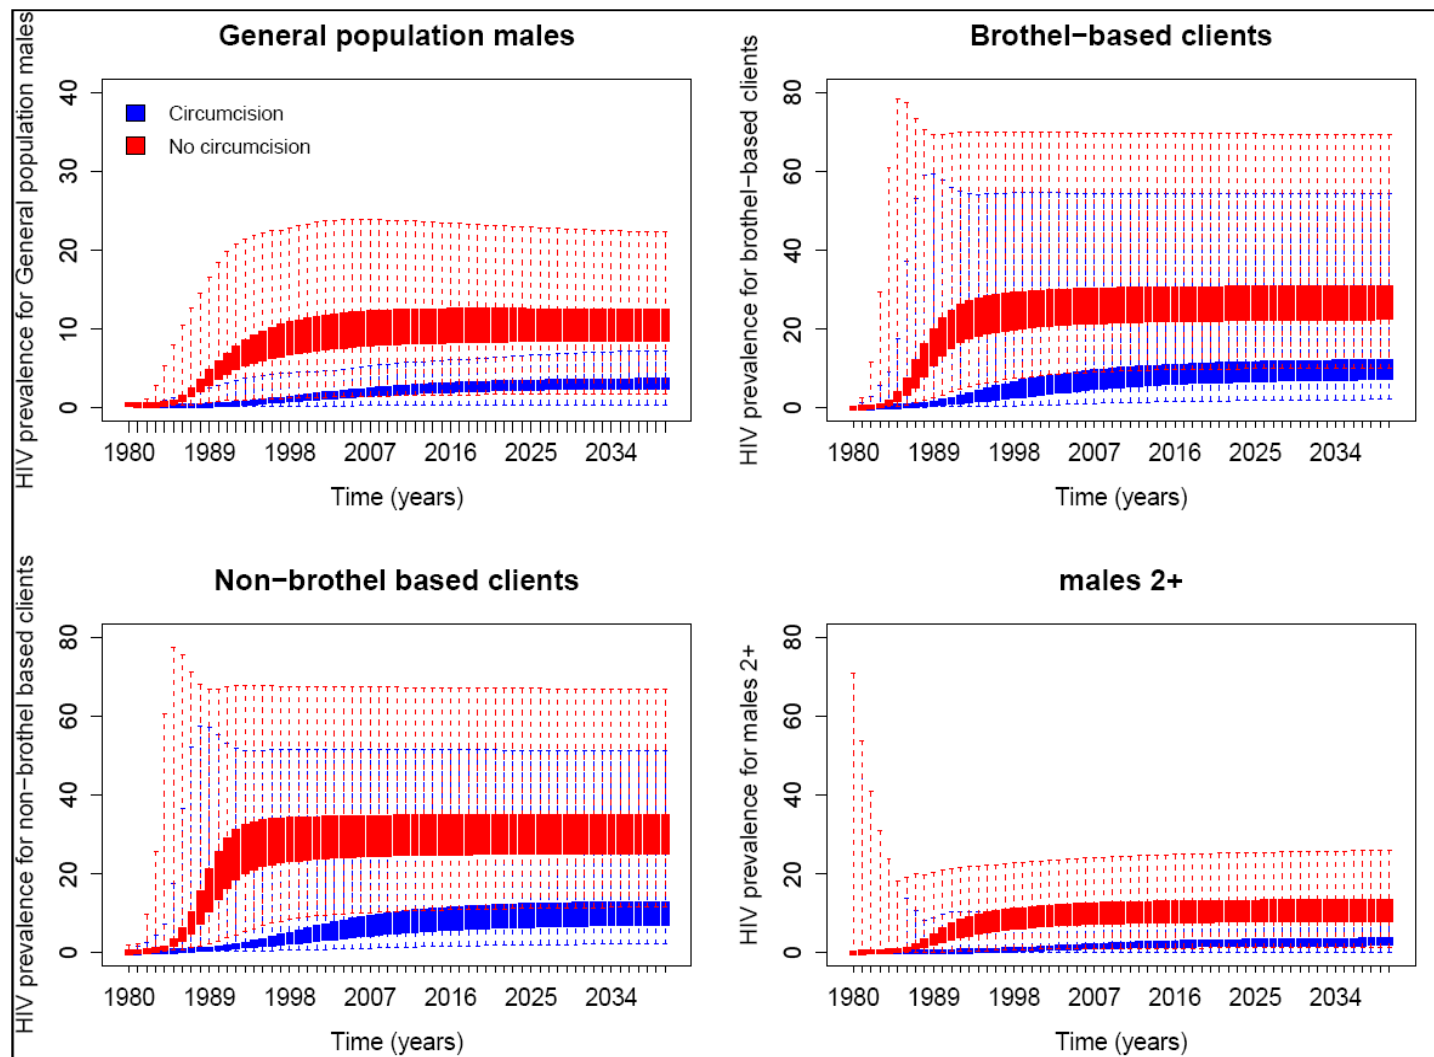 General population males
HIV prevalence for General population males
40
30
20
10
0
Circumcision
No circumcision
1980 1989 1998 2007 2016 2025 2034
Time (years)
Brothel−based clients
HIV prevalence for brothel−based clients
80
60
40
20
0
1980 1989 1998 2007 2016 2025 2034
Time (years)
Non−brothel based clients
HIV prevalence for non−brothel based clients
80
60
40
20
0
1980 1989 1998 2007 2016 2025 2034
Time (years)
males 2+
HIV prevalence for males 2+
80
60
40
20
0
1980 1989 1998 2007 2016 2025 2034
Time (years)